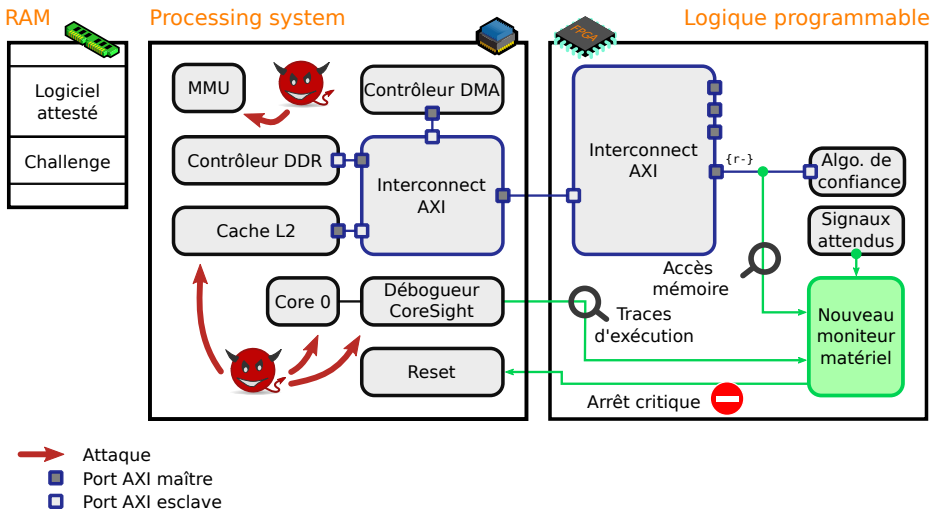 RAM
Processing system
Logique programmable
FPGA
Logiciel
attesté
Challenge
MMU
Contrôleur DMA
Contrôleur DDR
Interconnect
AXI
Cache L2
Core 0
Débogueur
CoreSight
Reset
Interconnect
AXI
{r-}
Algo. de
confiance
Signaux
attendus
Accès
mémoire
Traces
d'exécution
Nouveau
moniteur
matériel
Arrêt critique
Attaque
Port AXI maître
Port AXI esclave